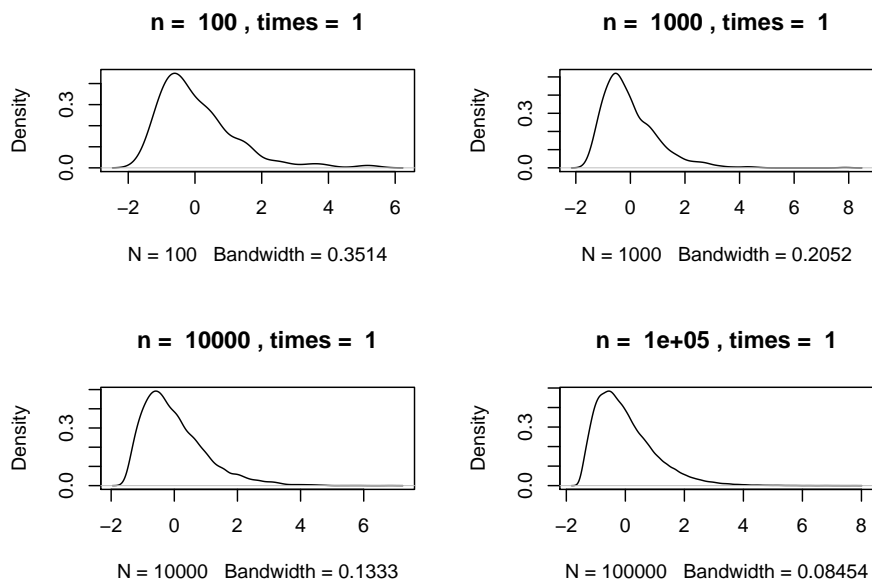 n = 100 , times = 1
Density
0.0 0.3
−2 0 2 4 6
N = 100 Bandwidth = 0.3514
n = 1000 , times = 1
Density
0.0 0.3
−2 0 2 4 6 8
N = 1000 Bandwidth = 0.2052
n = 10000 , times = 1
Density
0.0 0.3
−2 0 2 4 6
N = 10000 Bandwidth = 0.1333
n = 1e+05 , times = 1
Density
0.0 0.3
−2 0 2 4 6 8
N = 100000 Bandwidth = 0.08454